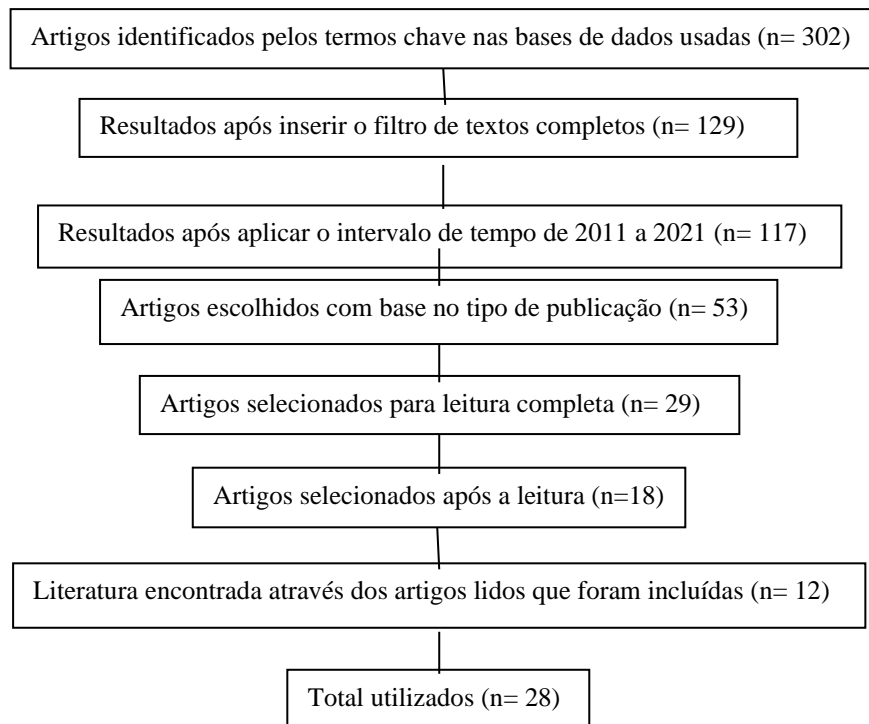 Artigos identificados pelos termos chave nas bases de dados usadas (n= 302)
Resultados após inserir o filtro de textos completos (n= 129)
Resultados após aplicar o intervalo de tempo de 2011 a 2021 (n= 117)
Artigos escolhidos com base no tipo de publicação (n= 53)
Artigos selecionados para leitura completa (n= 29)
Artigos selecionados após a leitura (n=18)
Literatura encontrada através dos artigos lidos que foram incluídas (n= 12)
Total utilizados (n= 28)